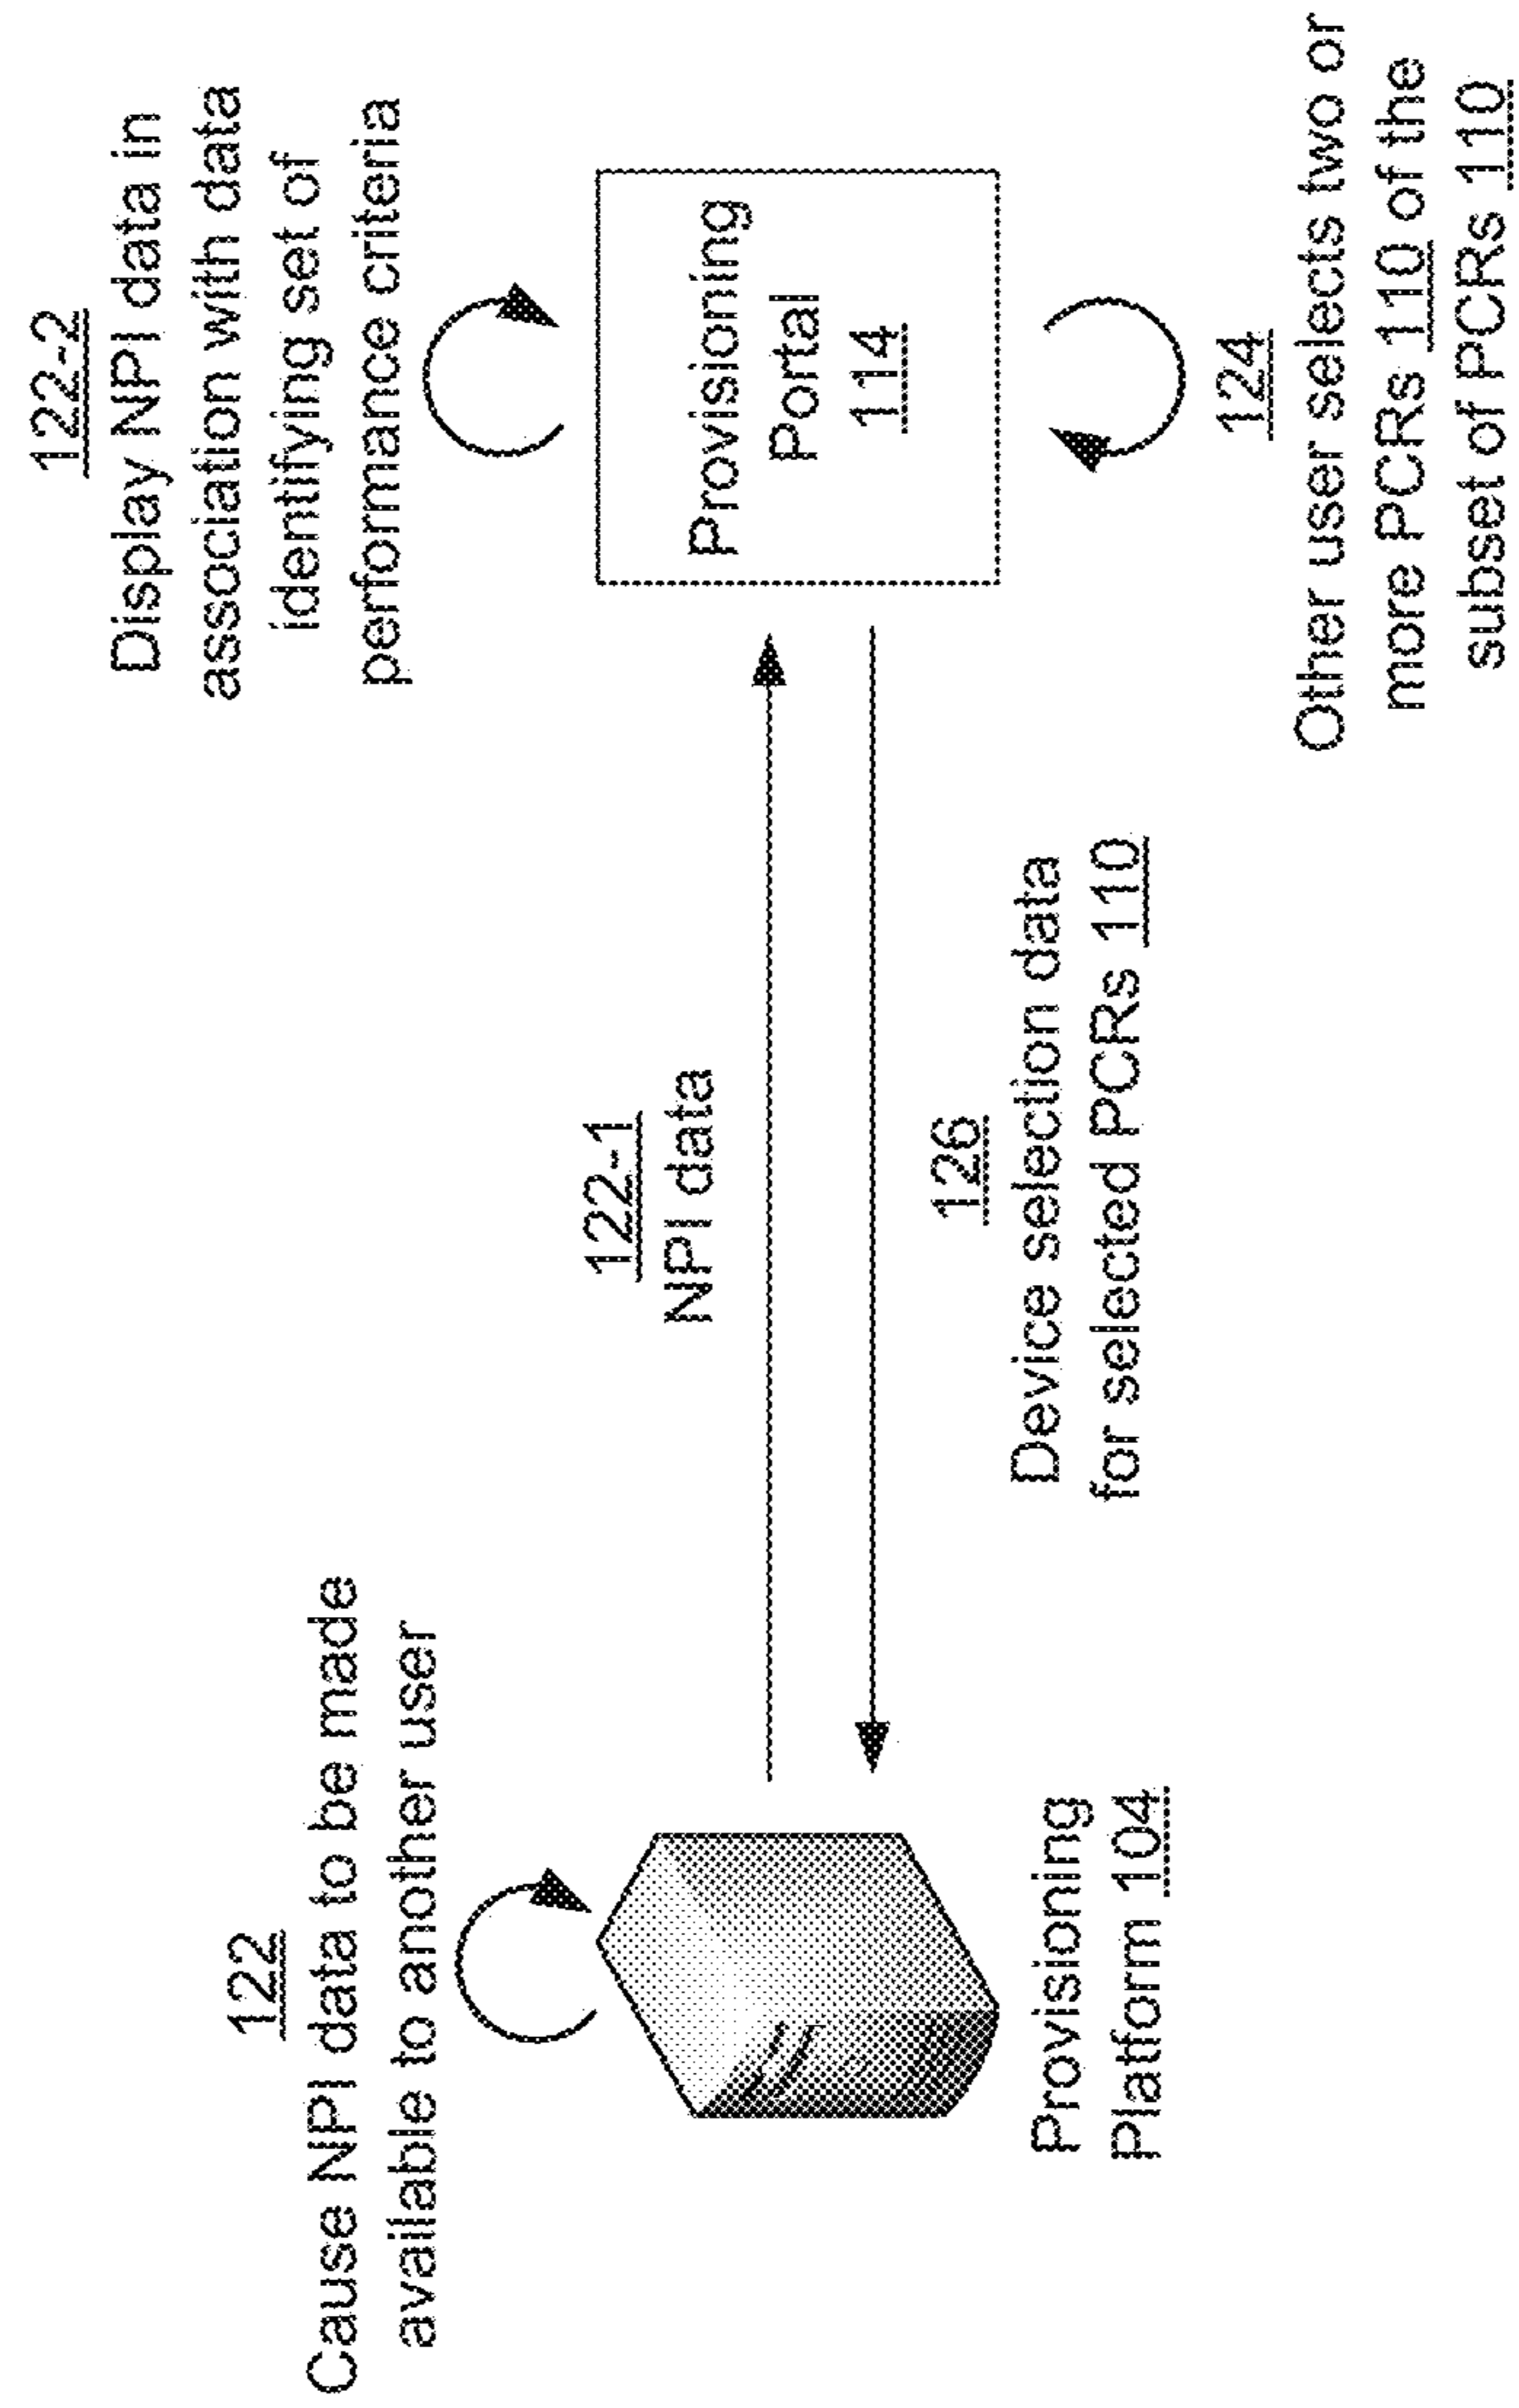 122
Cause NPI data to be made
available to another user
Provisioning
Platform 104
122-1
NPI data
126
Device selection data
for selected PCRs 110
122-2
Display NPI data in
association with data
identifying set of
performance criteria
Provisioning
Portal
114
124
Other user selects two or
more PCRs 110 of the
subset of PCRs 110